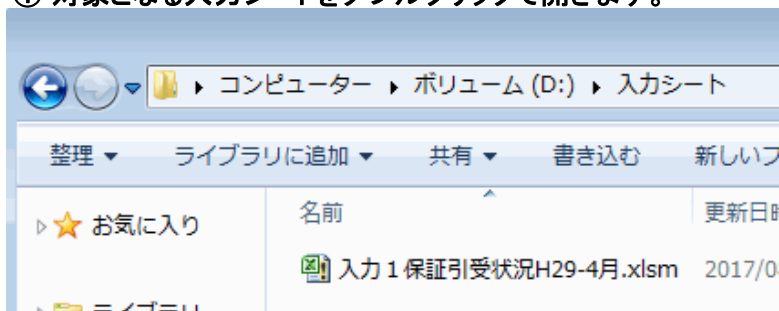 ① 対象となる入力シートをダブルクリックで開きます。
コンピューター ▸ ボリューム (D:) ▸ 入力シート
整理 ▼ ライブラリに追加 ▼ 共有 ▼ 書き込む 新しいフ
お気に入り
名前 更新日時
入力1保証引受状況H29-4月.xlsm 2017/0
ライブラリ